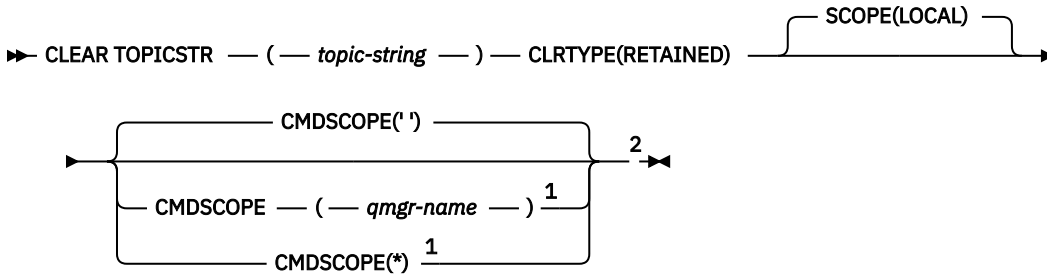 SCOPE(LOCAL)
CLEAR TOPICSTR ( topic-string ) CLRTYPE(RETAINED)
CMDSCOPE(' ')
2
CMDSCOPE ( qmgr-name ) 1
CMDSCOPE(*) 1